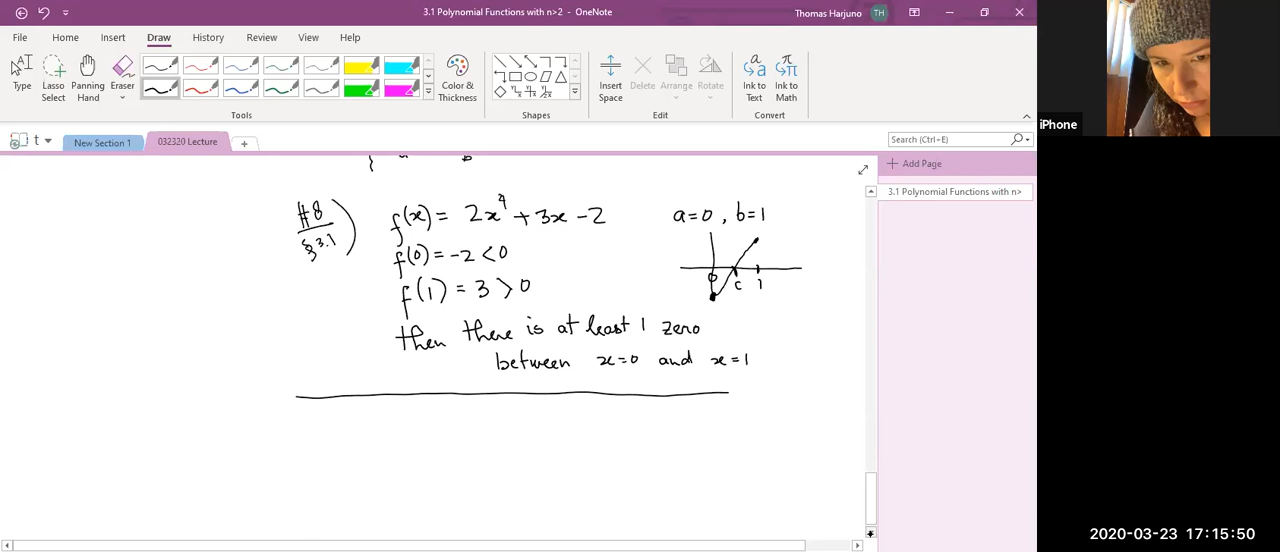 3.1 Polynomial Functions with n>2 - OneNote
Thomas Harjuno
TH
File Home Insert Draw History Review View Help
Type
Lasso Select
Panning Hand
Eraser
Color & Thickness
Insert Space
Delete
Arrange
Rotate
Ink to Text
Ink to Math
Tools
Shapes
Edit
Convert
t
New Section 1
032320 Lecture
Search (Ctrl+E)
iPhone
Add Page
3.1 Polynomial Functions with n>
a b
#8
§ 3.1
f(x) = 2x⁴ + 3x - 2
a=0, b=1
f(0) = -2 < 0
f(1) = 3 > 0
0 c 1
then there is at least 1 zero
between x=0 and x=1
2020-03-23 17:15:50